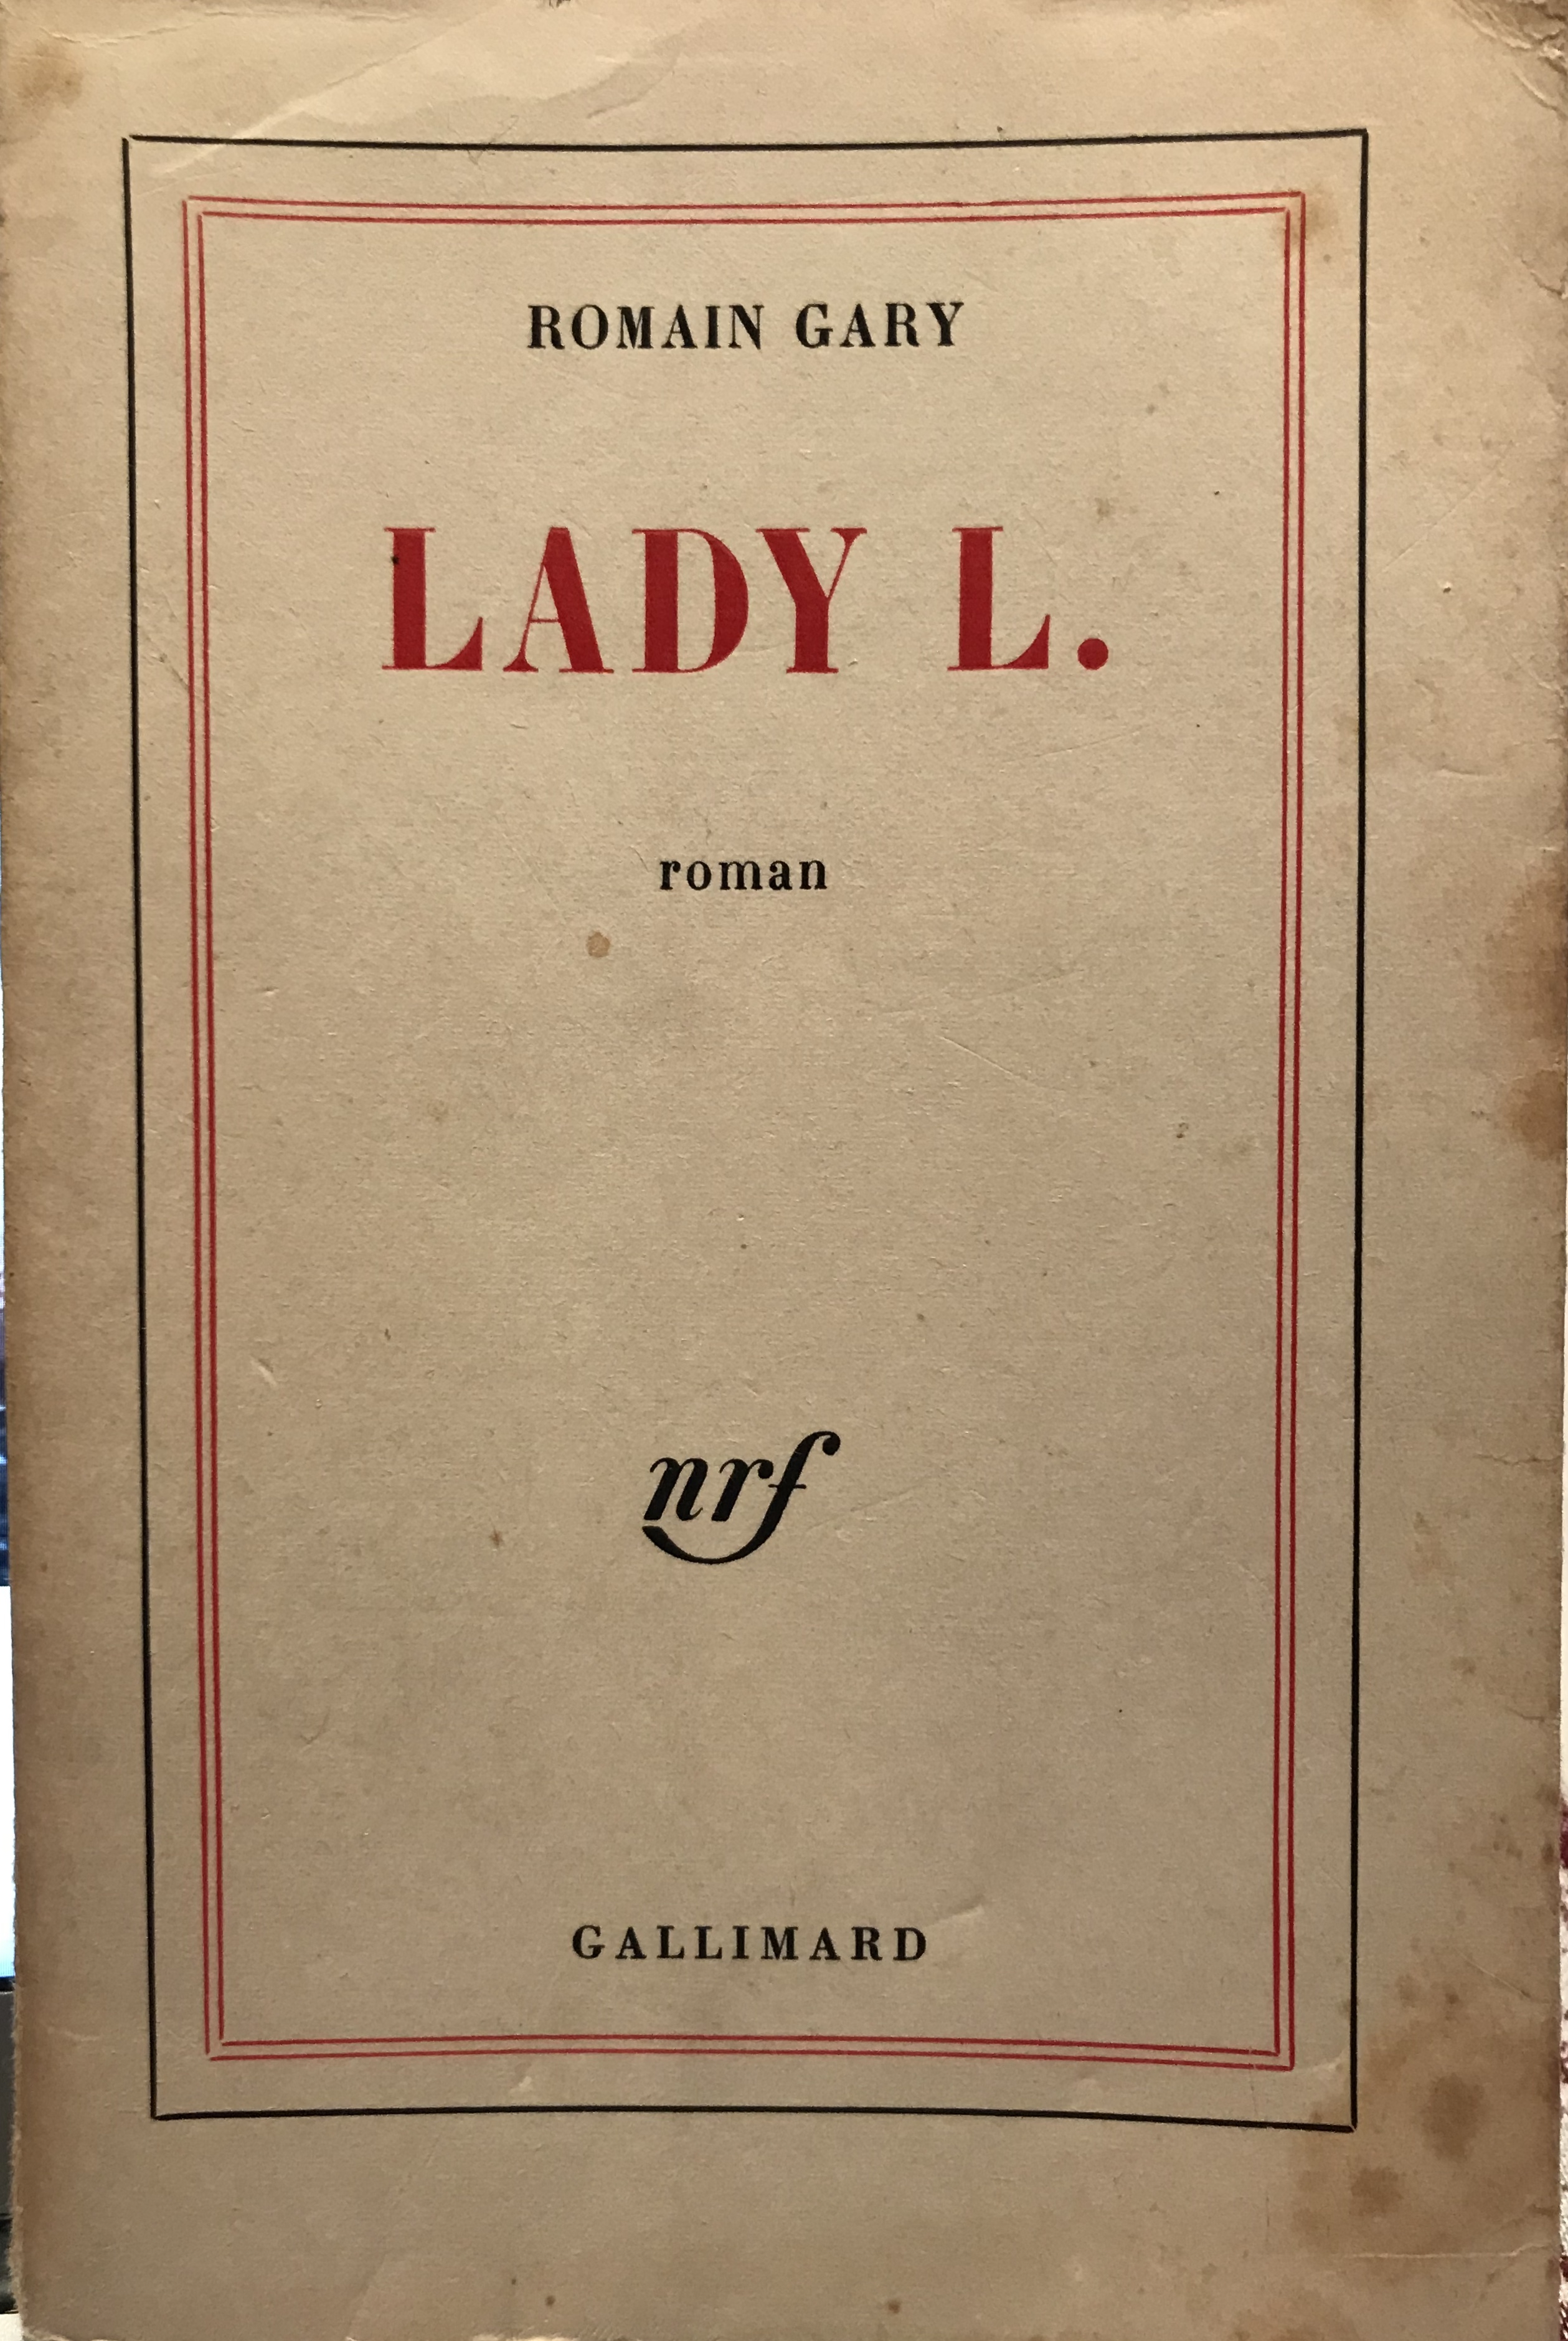 ROMAIN GARY
LADY L.
roman
nrf
GALLIMARD